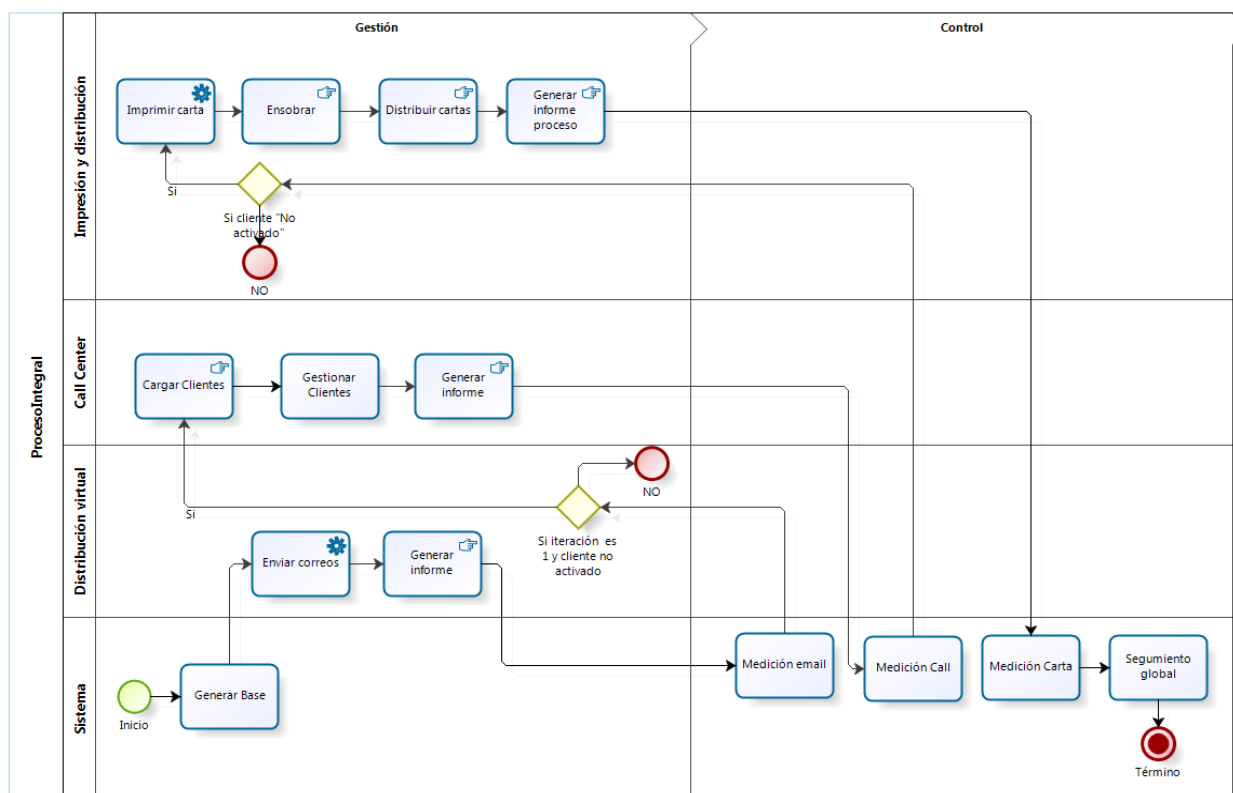 Gestión
Control
ProcesoIntegral
Impresión y distribución
Imprimir carta
Ensobrar
Distribuir cartas
Generar
informe
proceso
Si
Si cliente "No
activado"
NO
Call Center
Cargar Clientes
Gestionar
Clientes
Generar
informe
Distribución virtual
NO
Si
Si iteración es
1 y cliente no
activado
Enviar correos
Generar
informe
Sistema
Inicio
Generar Base
Medición email
Medición Call
Medición Carta
Segumiento
global
Término